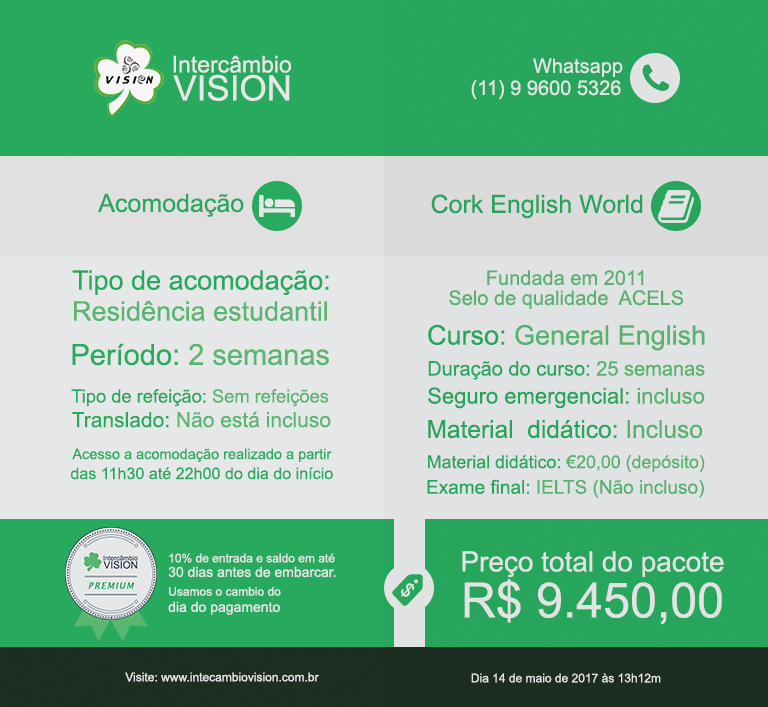 VISION
Intercâmbio
VISION
Whatsapp
(11) 9 9600 5326
Acomodação
Cork English World
Tipo de acomodação:
Residência estudantil
Período: 2 semanas
Tipo de refeição: Sem refeições
Translado: Não está incluso
Acesso a acomodação realizado a partir
das 11h30 até 22h00 do dia do início
Fundada em 2011
Selo de qualidade ACELS
Curso: General English
Duração do curso: 25 semanas
Seguro emergencial: incluso
Material didático: Incluso
Material didático: €20,00 (depósito)
Exame final: IELTS (Não incluso)
Intercâmbio
VISION
PREMIUM
10% de entrada e saldo em até
30 dias antes de embarcar.
Usamos o cambio do
dia do pagamento
$
Preço total do pacote
R$ 9.450,00
Visite: www.intecambiovision.com.br
Dia 14 de maio de 2017 às 13h12m